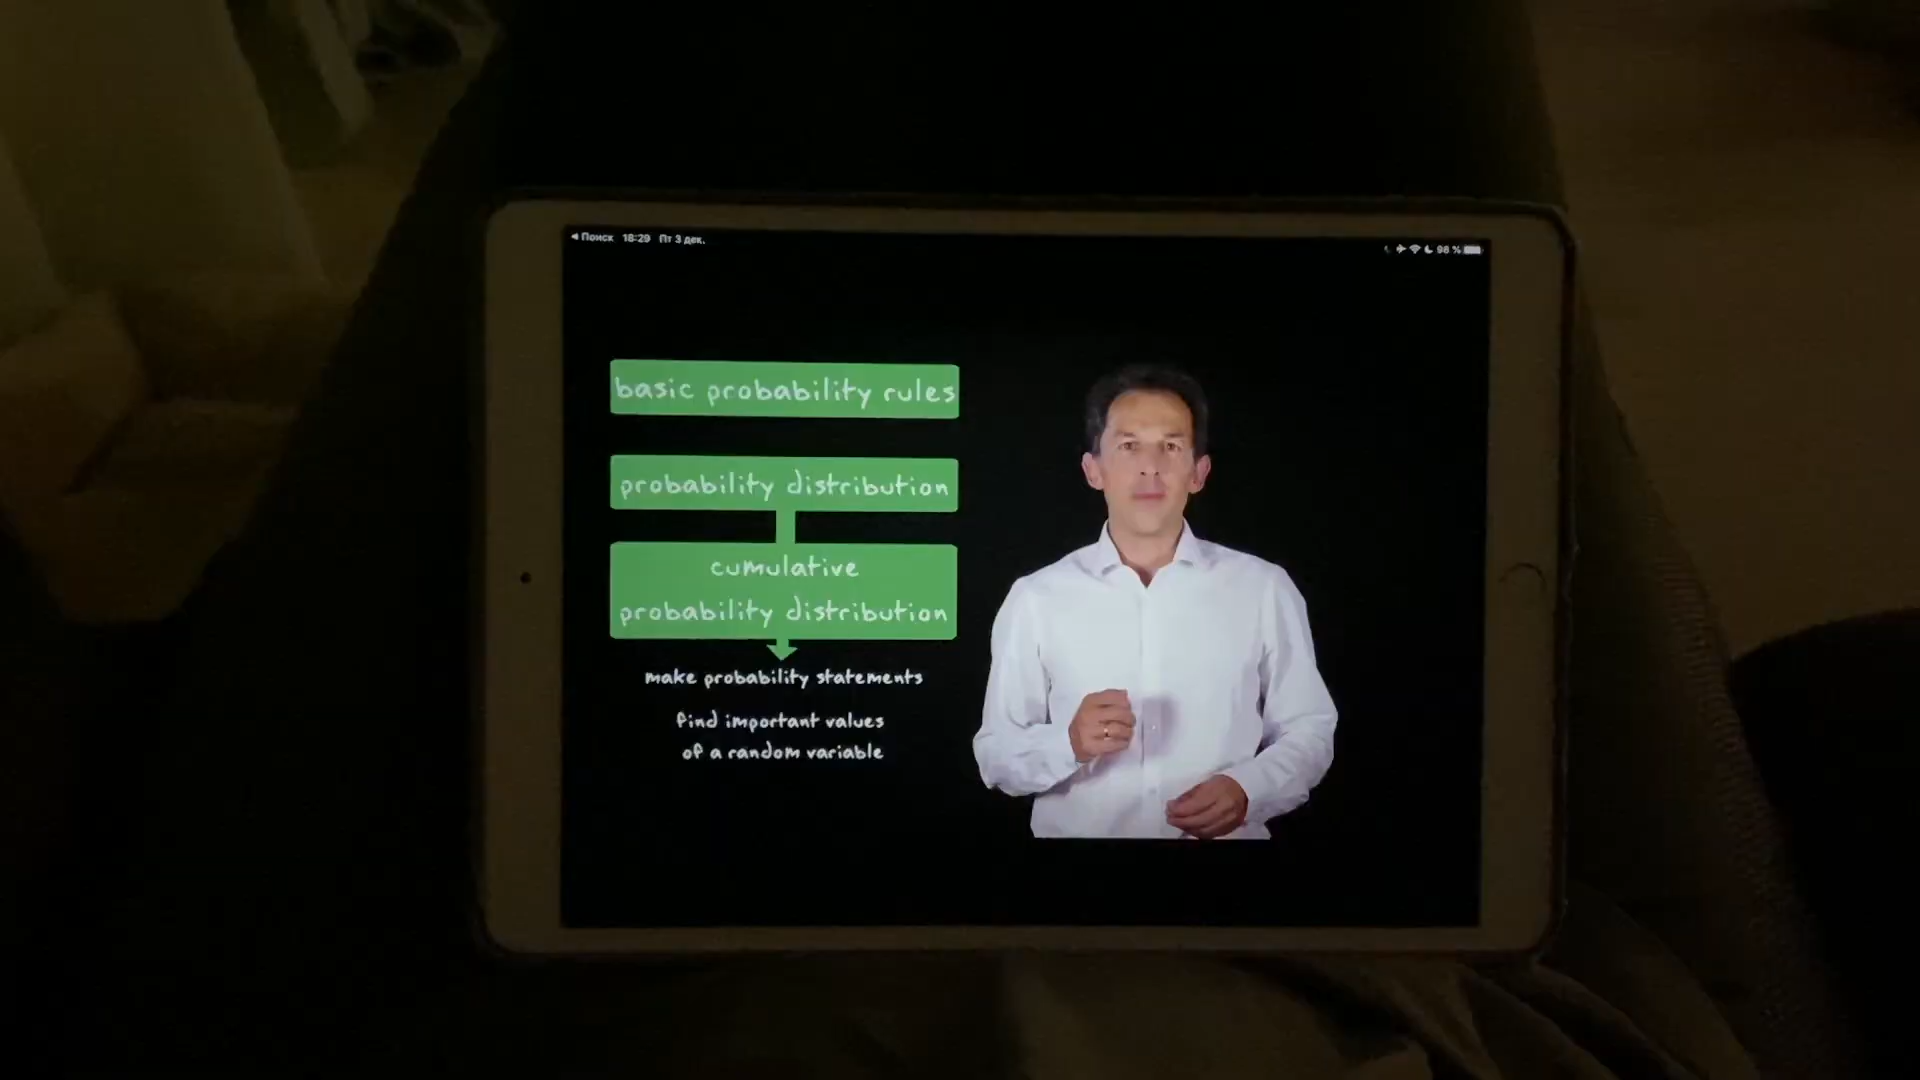 Поиск 18:29 Пт 3 дек.
98 %
basic probability rules
probability distribution
cumulative
probability distribution
make probability statements
find important values
of a random variable